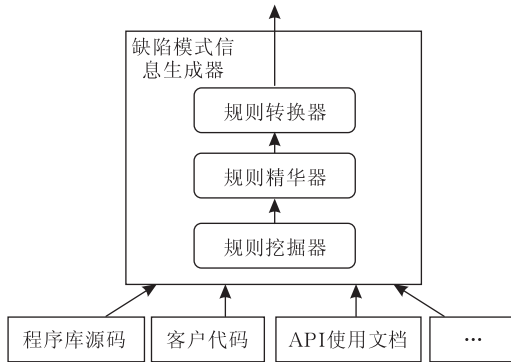 缺陷模式信
息生成器
规则转换器
规则精华器
规则挖掘器
程序库源码
客户代码
API使用文档
…